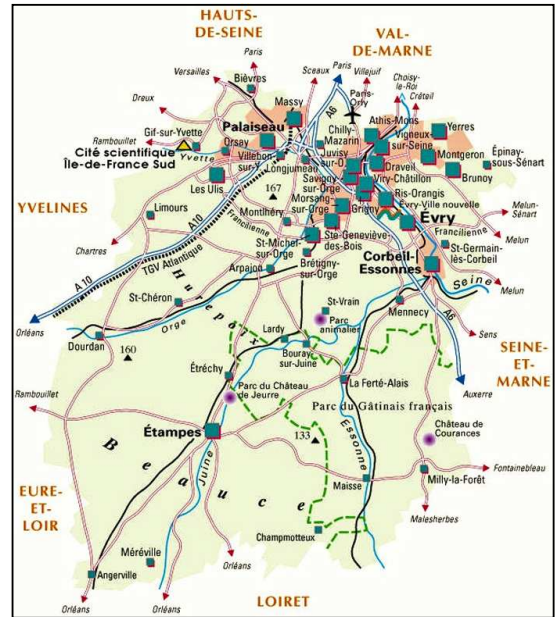 HAUTS-
DE-SEINE
VAL-
DE-MARNE
Paris
Versailles
Bièvres
Sceaux
Paris
Villejuif
Choisy-
le-Roi
Créteil
Dreux
Massy
A6
Paris-
Orly
Athis-Mons
Rambouillet
Gif-sur-Yvette
Palaiseau
Chilly-
Mazarin
Vigneux-
sur-Seine
Yerres
Cité scientifique
Île-de-France Sud
Yvette
Orsay
Villebon-
sur-Y.
Longjumeau
Juvisy-
sur-O.
Draveil
Montgeron
Épinay-
sous-Sénart
Savigny-
sur-Orge
Viry-Châtillon
Brunoy
Les Ulis
167
Morsang-
sur-Orge
Ris-Orangis
YVELINES
Limours
Francilienne
Montlhéry
Grigny
Évry-Ville nouvelle
Melun-
Sénart
A10
Évry
Francilienne
Chartres
TGV Atlantique
St-Michel-
sur-Orge
Ste-Geneviève-
des-Bois
St-Germain-
lès-Corbeil
Melun
A 10
Arpajon
Brétigny-
sur-Orge
Corbeil-
Essonnes
Hurepoix
Seine
Melun
St-Chéron
St-Vrain
Parc
animalier
Mennecy
A6
Orléans
Orge
Sens
Dourdan
160
Lardy
Bouray-
sur-Juine
SEINE-
ET-
MARNE
Étréchy
La Ferté-Alais
Auxerre
Rambouillet
Parc du Château
de Jeurre
Parc du Gâtinais français
Étampes
133
Essonne
Château de
Courances
Beauce
Juine
Fontainebleau
EURE-
ET-
LOIR
Maisse
Milly-la-Forêt
Malesherbes
Champmotteux
Méréville
Orléans
Angerville
Orléans
Orléans
LOIRET